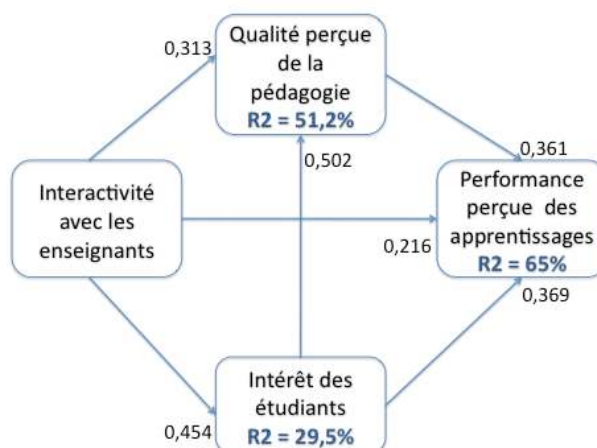 Qualité perçue
de la
pédagogie
R2 = 51,2%
0,313
0,502
0,361
Interactivité
avec les
enseignants
Performance
perçue des
apprentissages
R2 = 65%
0,216
0,369
Intérêt des
étudiants
R2 = 29,5%
0,454